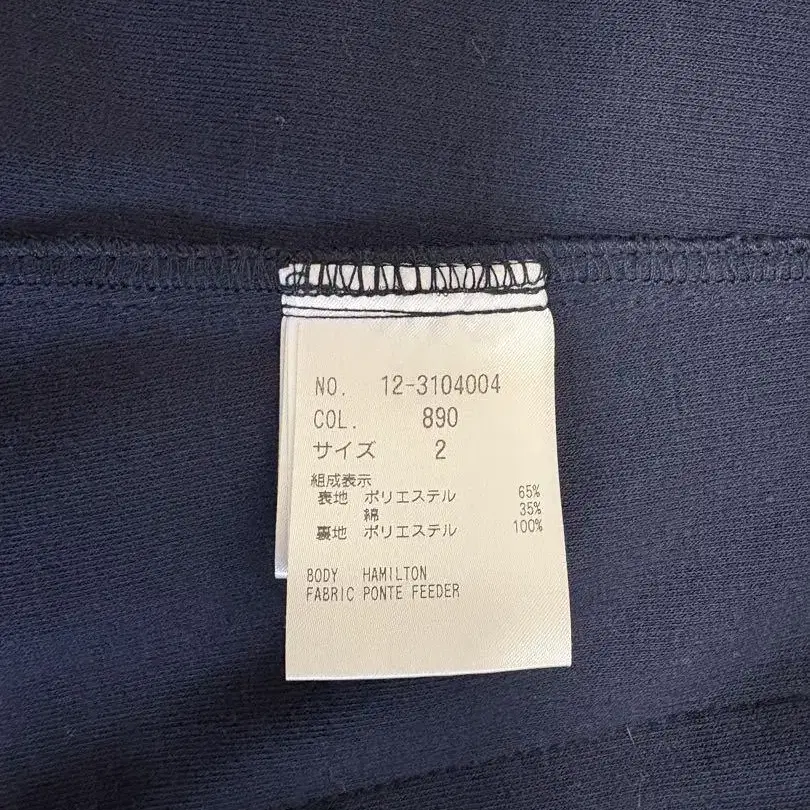 NO. 12-3104004
COL. 890
サイズ 2
組成表示
表地 ポリエステル 65%
綿 35%
裏地 ポリエステル 100%
BODY HAMILTON
FABRIC PONTE FEEDER